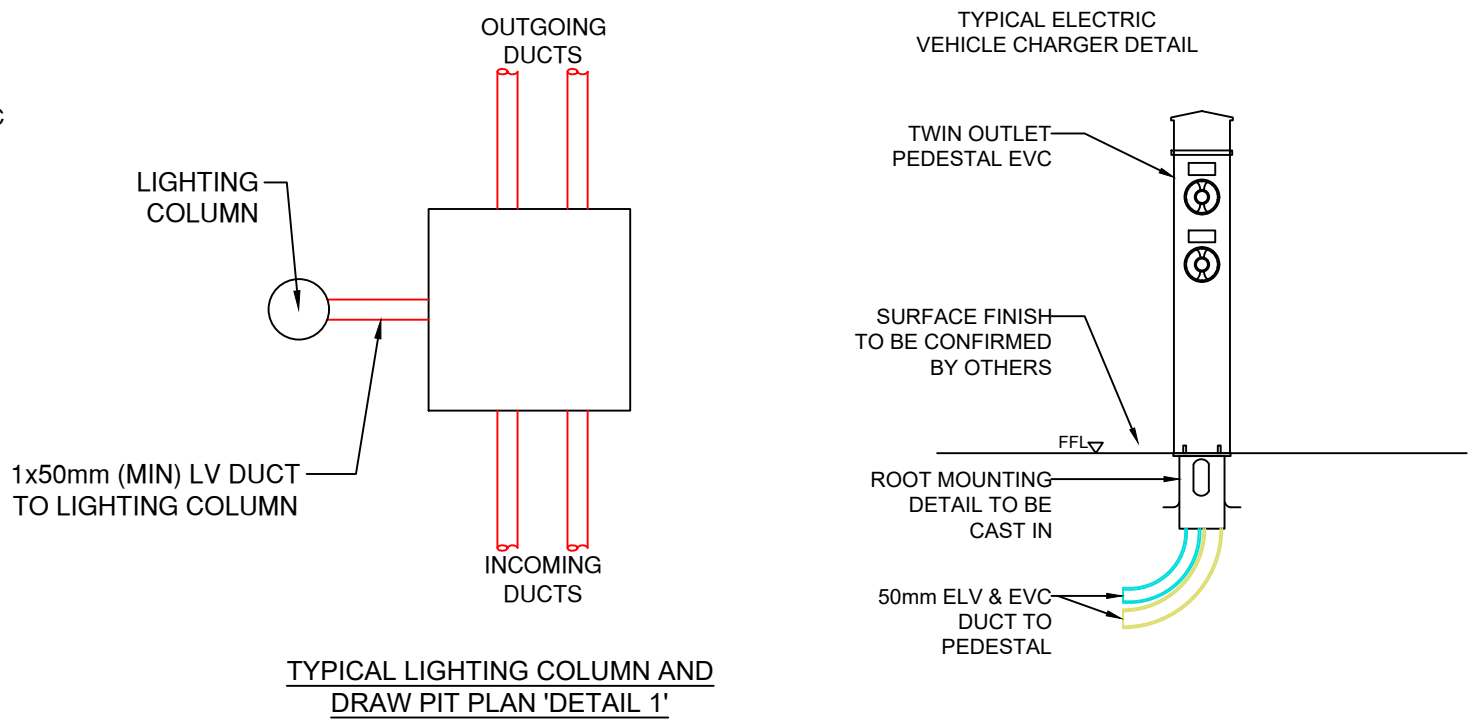 OUTGOING
DUCTS
LIGHTING
COLUMN
1x50mm (MIN) LV DUCT
TO LIGHTING COLUMN
INCOMING
DUCTS
TYPICAL LIGHTING COLUMN AND
DRAW PIT PLAN 'DETAIL 1'
TYPICAL ELECTRIC
VEHICLE CHARGER DETAIL
TWIN OUTLET
PEDESTAL EVC
SURFACE FINISH
TO BE CONFIRMED
BY OTHERS
FFL
ROOT MOUNTING
DETAIL TO BE
CAST IN
50mm ELV & EVC
DUCT TO
PEDESTAL